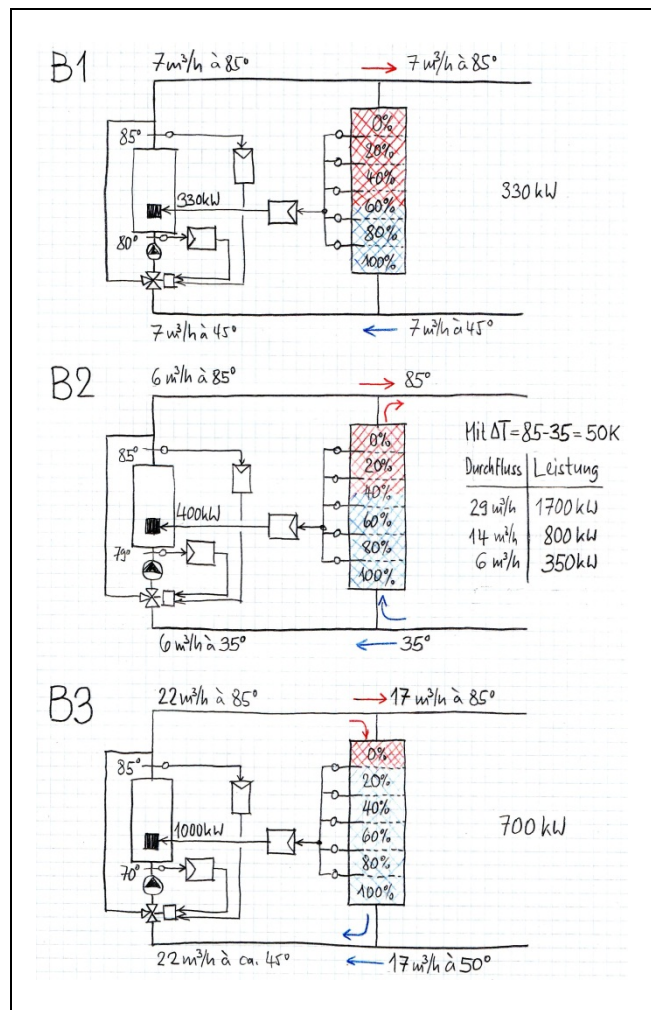 B1
7 m³/h à 85°
7 m³/h à 85°
85°
330kW
80°
0%
20%
40%
60%
80%
100%
330 kW
7 m³/h à 45°
7 m³/h à 45°
B2
6 m³/h à 85°
85°
85°
400kW
79°
0%
20%
40%
60%
80%
100%
Mit ΔT = 85-35 = 50K
Durchfluss Leistung
29 m³/h 1700 kW
14 m³/h 800 kW
6 m³/h 350 kW
6 m³/h à 35°
35°
B3
22 m³/h à 85°
17 m³/h à 85°
85°
1000kW
70°
0%
20%
40%
60%
80%
100%
700 kW
22 m³/h à ca. 45°
17 m³/h à 50°